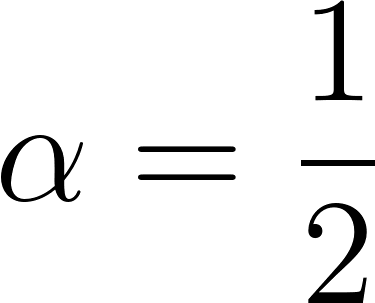 α = 1/2